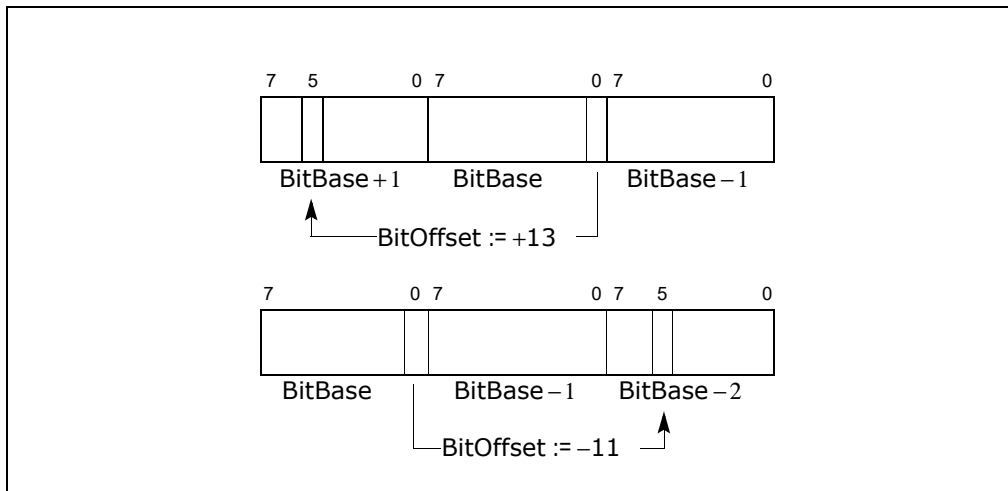 7 5 0 7 0 7 0
BitBase +1 BitBase BitBase −1
BitOffset := +13
7 0 7 0 7 5 0
BitBase BitBase −1 BitBase −2
BitOffset := −11